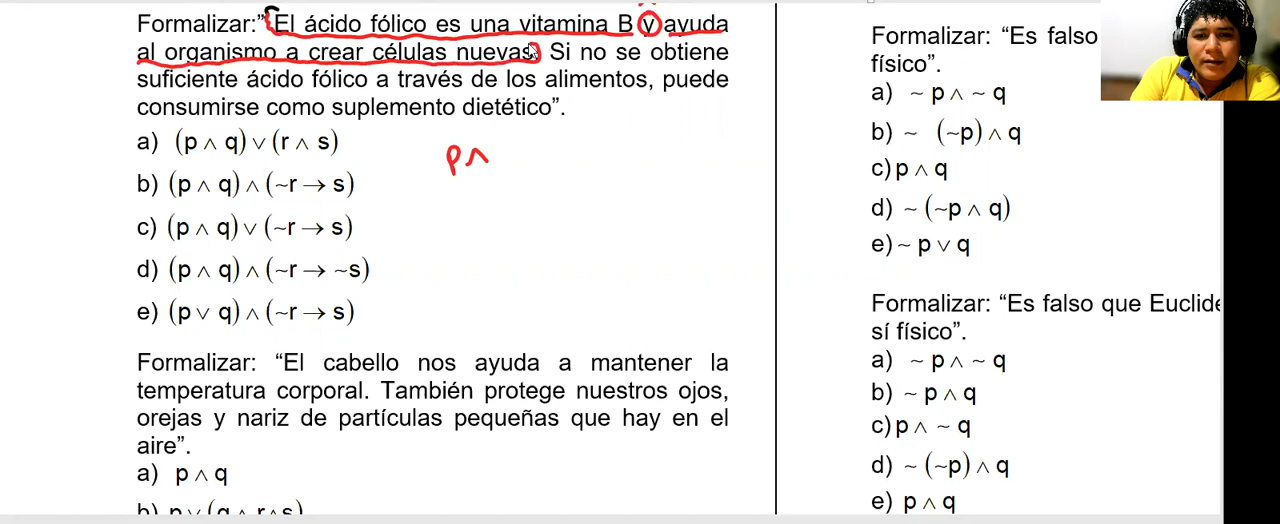 Formalizar:" El ácido fólico es una vitamina B y ayuda
al organismo a crear células nuevas. Si no se obtiene
suficiente ácido fólico a través de los alimentos, puede
consumirse como suplemento dietético".
a) (p ∧ q) ∨ (r ∧ s)
p ∧
b) (p ∧ q) ∧ (~r → s)
c) (p ∧ q) ∨ (~r → s)
d) (p ∧ q) ∧ (~r → ~s)
e) (p ∨ q) ∧ (~r → s)
Formalizar: "El cabello nos ayuda a mantener la
temperatura corporal. También protege nuestros ojos,
orejas y nariz de partículas pequeñas que hay en el
aire".
a) p ∧ q
b) p ∨ (q ∧ r ∧ s)
Formalizar: "Es falso
físico".
a) ~ p ∧ ~ q
b) ~ (~p) ∧ q
c) p ∧ q
d) ~ (~p ∧ q)
e) ~ p ∨ q
Formalizar: "Es falso que Euclide
sí físico".
a) ~ p ∧ ~ q
b) ~ p ∧ q
c) p ∧ ~ q
d) ~ (~p) ∧ q
e) p ∧ q